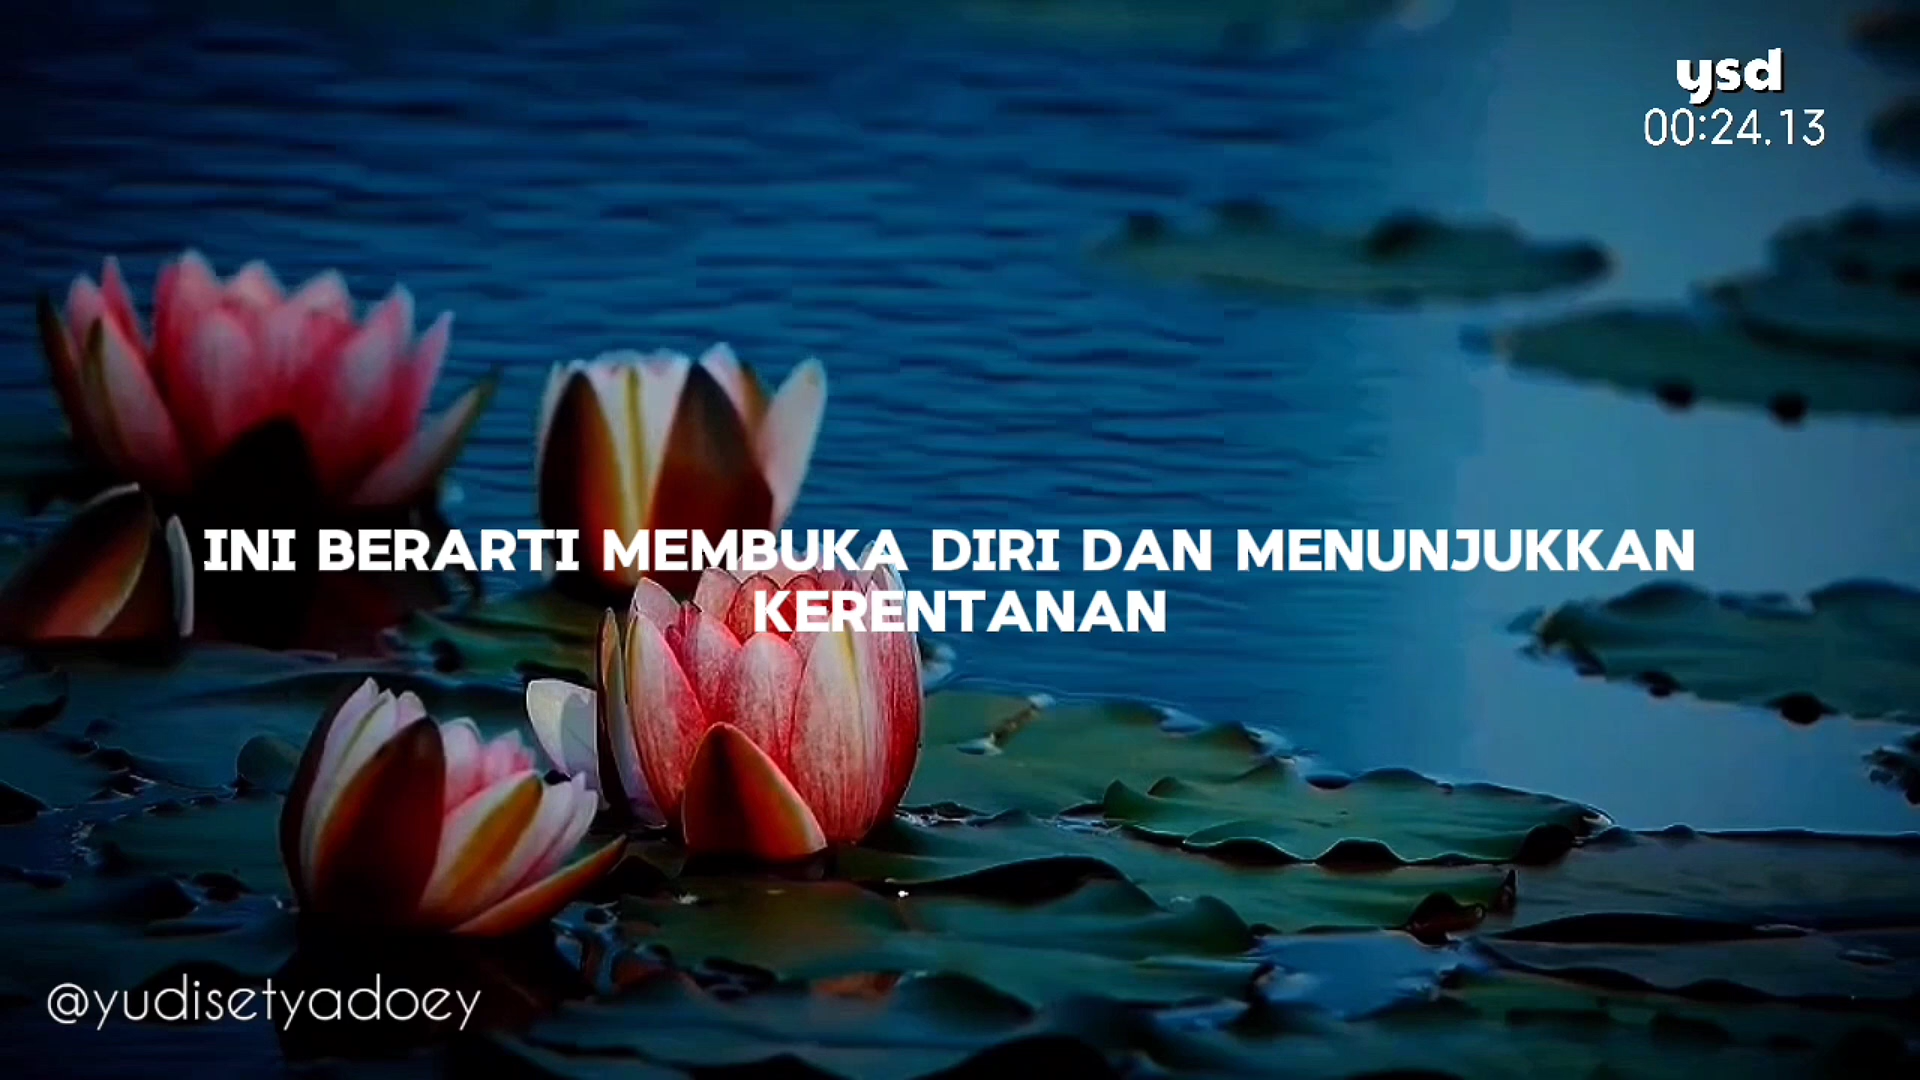 ysd
00:24.13
INI BERARTI MEMBUKA DIRI DAN MENUNJUKKAN
KERENTANAN
@yudisetyadoey